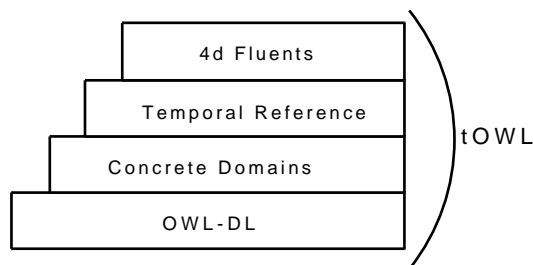 4d Fluents
Temporal Reference
Concrete Domains
OWL-DL
tOWL